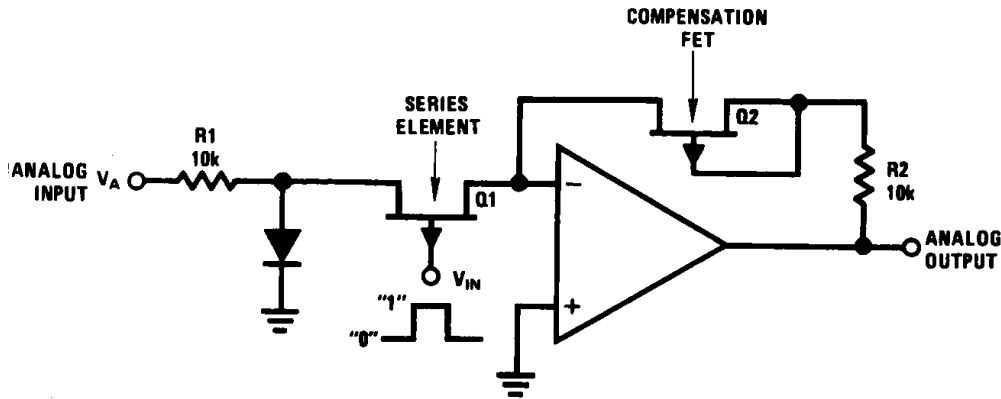 COMPENSATION
FET
SERIES
ELEMENT
Q2
R1
10k
ANALOG
INPUT
VA
Q1
R2
10k
−
+
VIN
"1"
"0"
ANALOG
OUTPUT